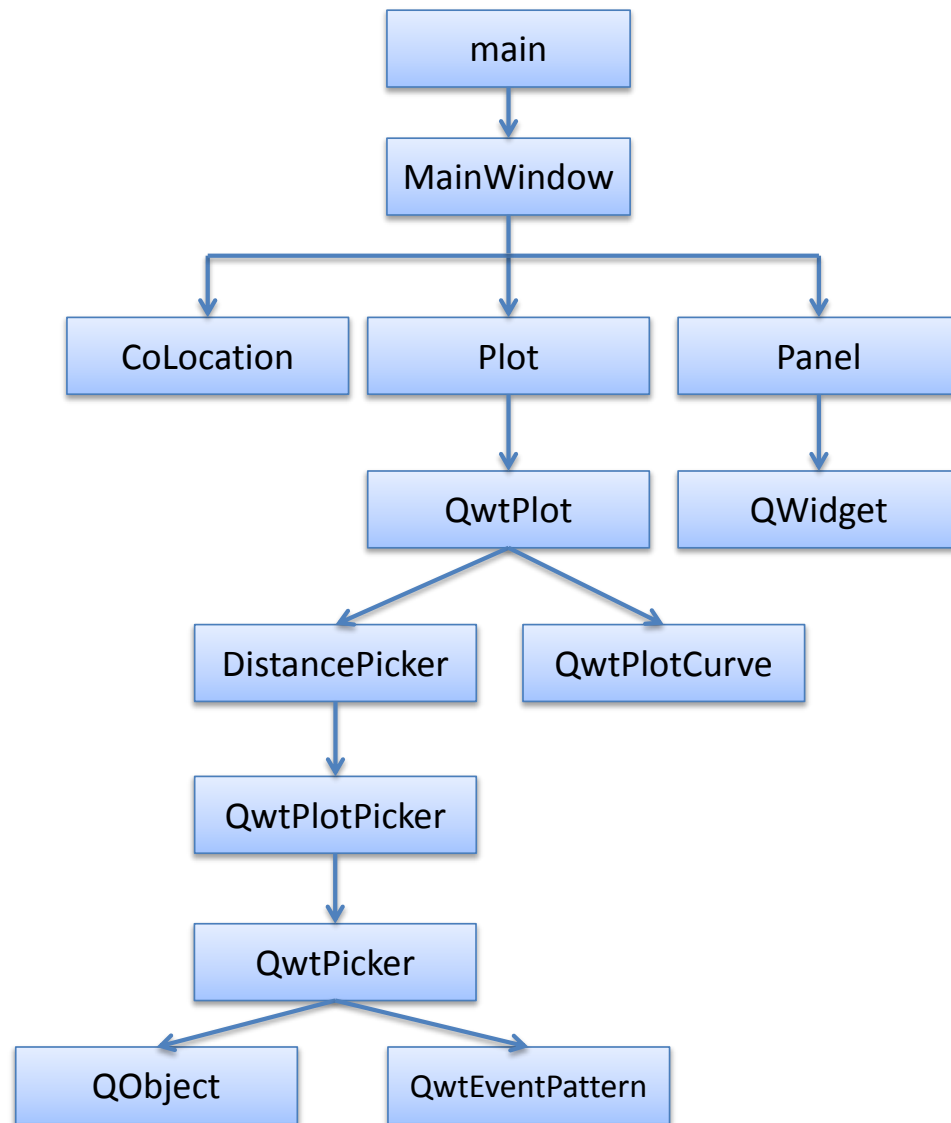 main
MainWindow
CoLocation
Plot
Panel
QwtPlot
QWidget
DistancePicker
QwtPlotCurve
QwtPlotPicker
QwtPicker
QObject
QwtEventPattern